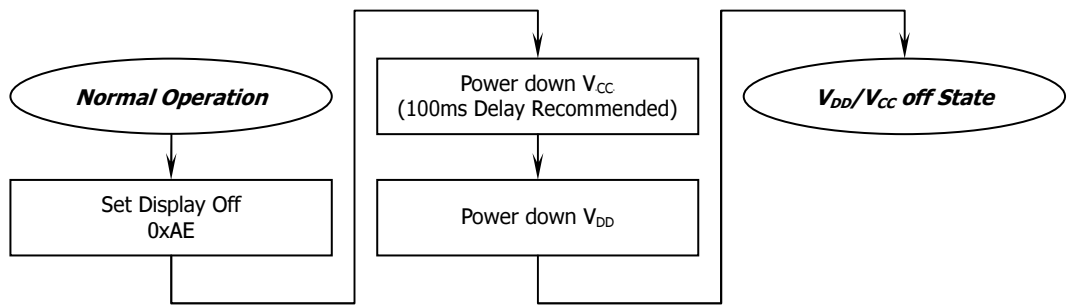 Normal Operation
Set Display Off
0xAE
Power down VCC
(100ms Delay Recommended)
Power down VDD
VDD/VCC off State